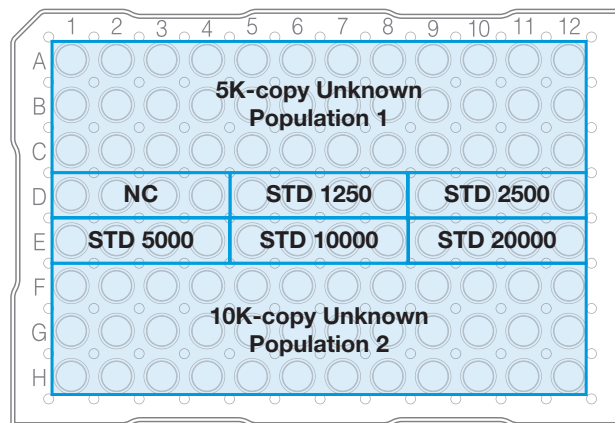 1 2 3 4 5 6 7 8 9 10 11 12
A
5K-copy Unknown
B
Population 1
C
D NC STD 1250 STD 2500
E STD 5000 STD 10000 STD 20000
F
10K-copy Unknown
G
Population 2
H